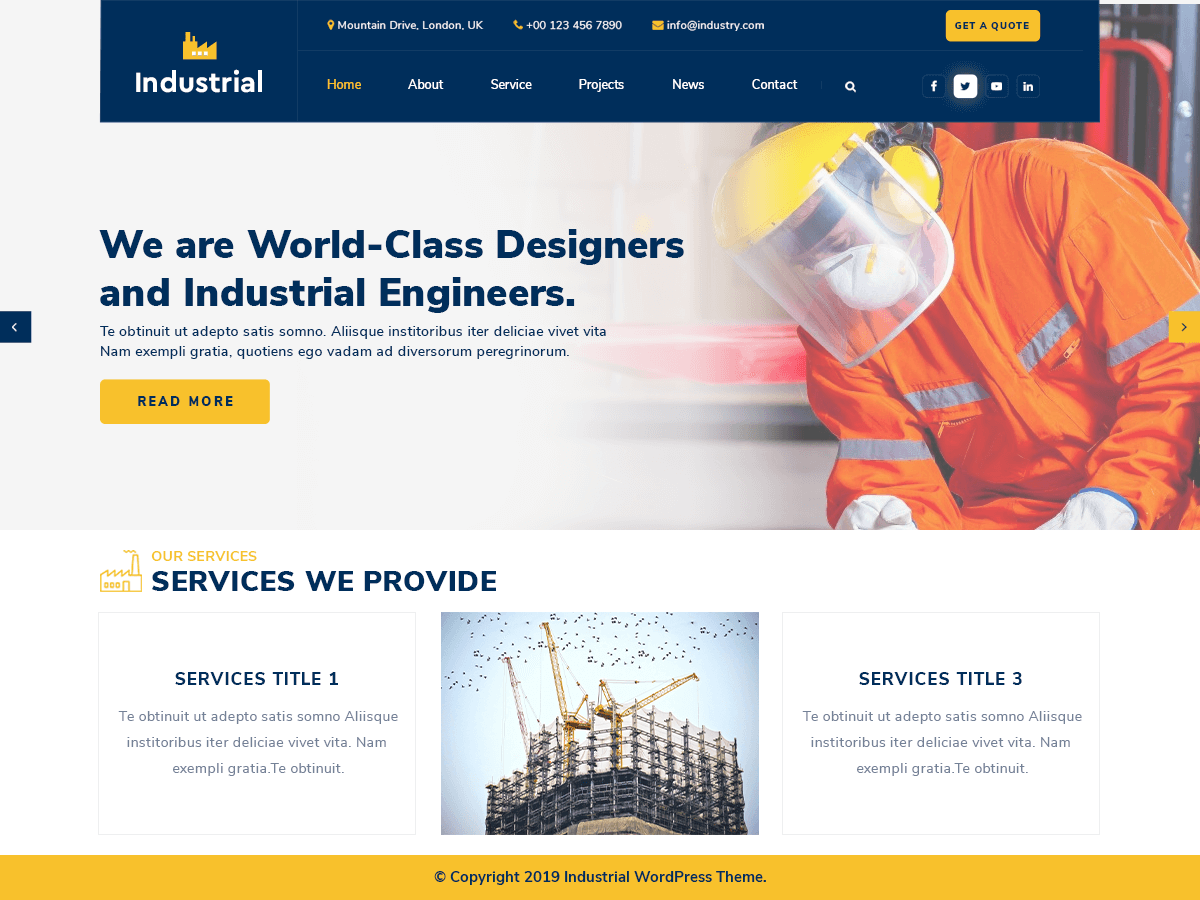 Mountain Drive, London, UK
+00 123 456 7890
info@industry.com
GET A QUOTE
Industrial
Home
About
Service
Projects
News
Contact
We are World-Class Designers
and Industrial Engineers.
Te obtinuit ut adepto satis somno. Aliisque institoribus iter deliciae vivet vita
Nam exempli gratia, quotiens ego vadam ad diversorum peregrinorum.
READ MORE
OUR SERVICES
SERVICES WE PROVIDE
SERVICES TITLE 1
Te obtinuit ut adepto satis somno Aliisque
institoribus iter deliciae vivet vita. Nam
exempli gratia.Te obtinuit.
SERVICES TITLE 3
Te obtinuit ut adepto satis somno Aliisque
institoribus iter deliciae vivet vita. Nam
exempli gratia.Te obtinuit.
© Copyright 2019 Industrial WordPress Theme.